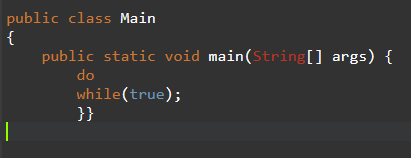 public class Main
{
    public static void main(String[] args) {
        do
        while(true);
        }}